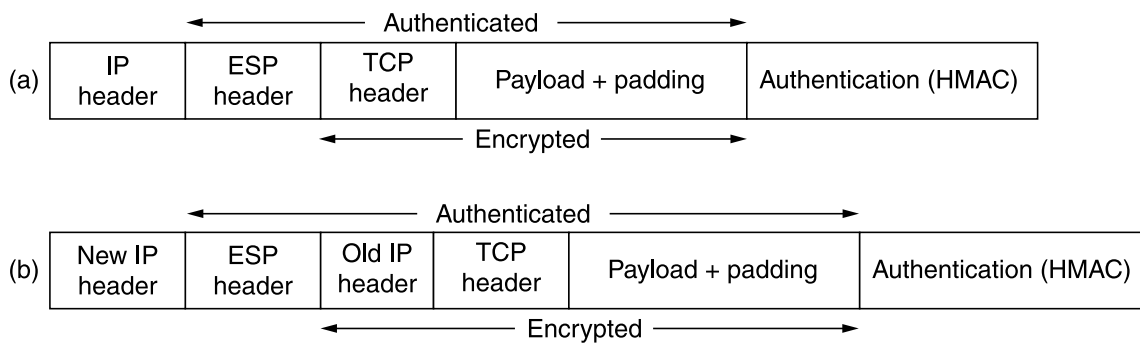 Authenticated
(a)
IP
header
ESP
header
TCP
header
Payload + padding
Authentication (HMAC)
Encrypted
Authenticated
(b)
New IP
header
ESP
header
Old IP
header
TCP
header
Payload + padding
Authentication (HMAC)
Encrypted